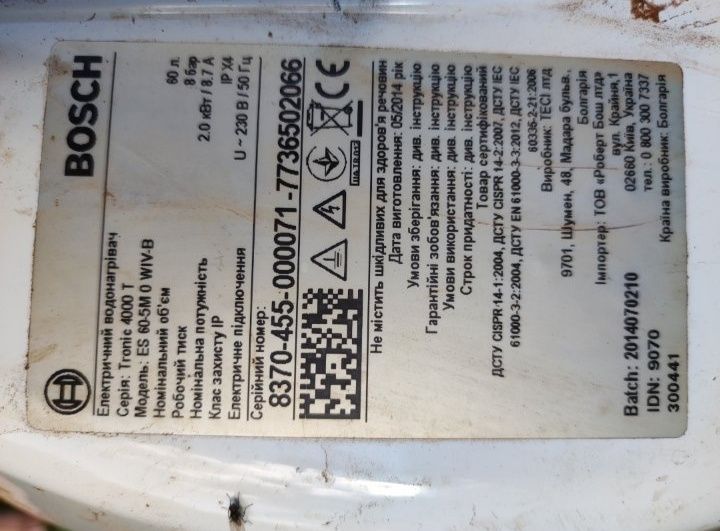 BOSCH
Електричний водонагрівач
Серія: Tronic 4000 T
Модель: ES 60-5M 0 WIV-B
Номінальний об'єм 60 л.
Робочий тиск 8 бар
Номінальна потужність 2.0 кВт / 8.7 А
Клас захисту IP IP X4
Електричне підключення U ~ 230 В / 50 Гц
Серійний номер:
8370-455-000071-7736502066
Не містить шкідливих для здоров'я речовин
Дата виготовлення: 05/2014 рік
Умови зберігання: див. інструкцію
Гарантійні зобов'язання: див. інструкцію
Умови використання: див. інструкцію
Строк придатності: див. інструкцію
Товар сертифікований
ДСТУ CISPR 14-1:2004, ДСТУ CISPR 14-2:2007, ДСТУ IEC
61000-3-2:2004, ДСТУ EN 61000-3-3:2012, ДСТУ IEC
60335-2-21:2006
Виробник: ТЕСІ лтд
9701, Шумен, 48, Мадара бульв.,
Болгарія
Імпортер: ТОВ «Роберт Бош лтд»
вул. Крайня,1
02660 Київ, Україна
тел.: 0 800 300 7337
Країна виробник: Болгарія
Batch: 2014070210
IDN: 9070
300441